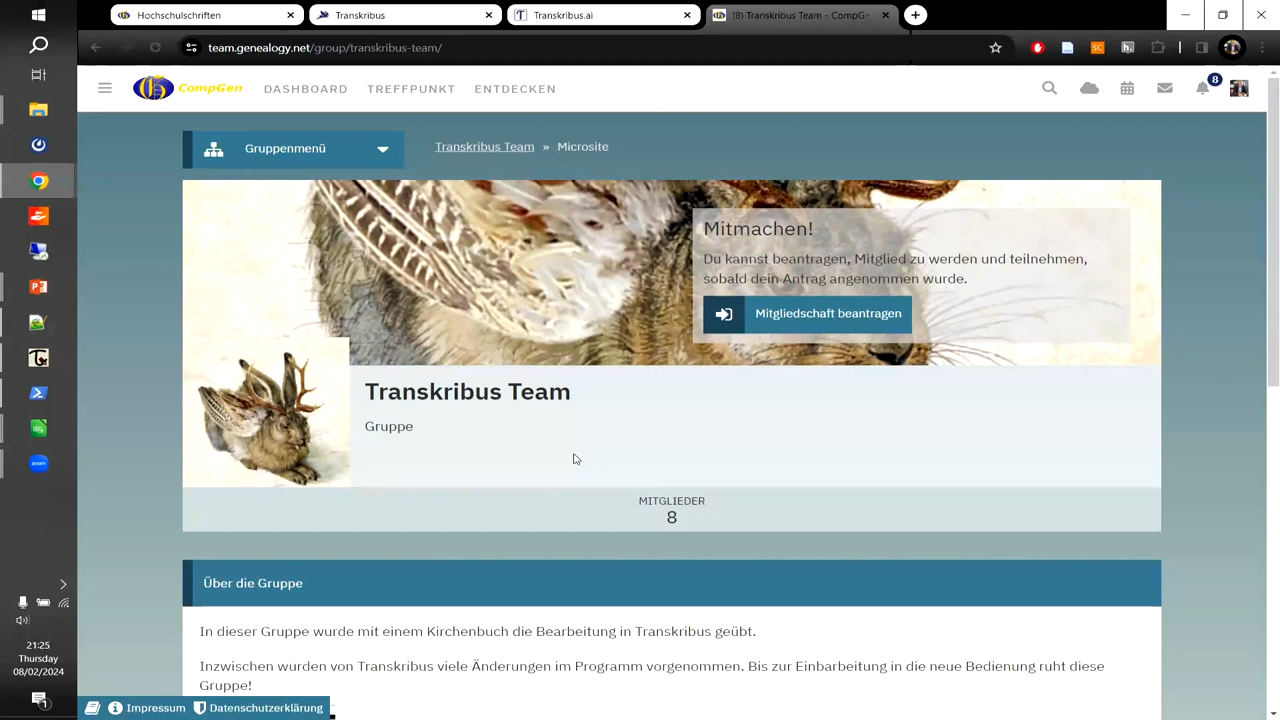 Hochschulschriften
Transkribus
Transkribus.ai
(8) Transkribus Team - CompGe
team.genealogy.net/group/transkribus-team/
CompGen
DASHBOARD
TREFFPUNKT
ENTDECKEN
8
Gruppenmenü
Transkribus Team » Microsite
Mitmachen!
Du kannst beantragen, Mitglied zu werden und teilnehmen,
sobald dein Antrag angenommen wurde.
Mitgliedschaft beantragen
Transkribus Team
Gruppe
MITGLIEDER
8
Über die Gruppe
In dieser Gruppe wurde mit einem Kirchenbuch die Bearbeitung in Transkribus geübt.
Inzwischen wurden von Transkribus viele Änderungen im Programm vorgenommen. Bis zur Einbarbeitung in die neue Bedienung ruht diese
Gruppe!
Impressum
Datenschutzerklärung
21:25
Thursday
08/02/2024
1
zoom
SC